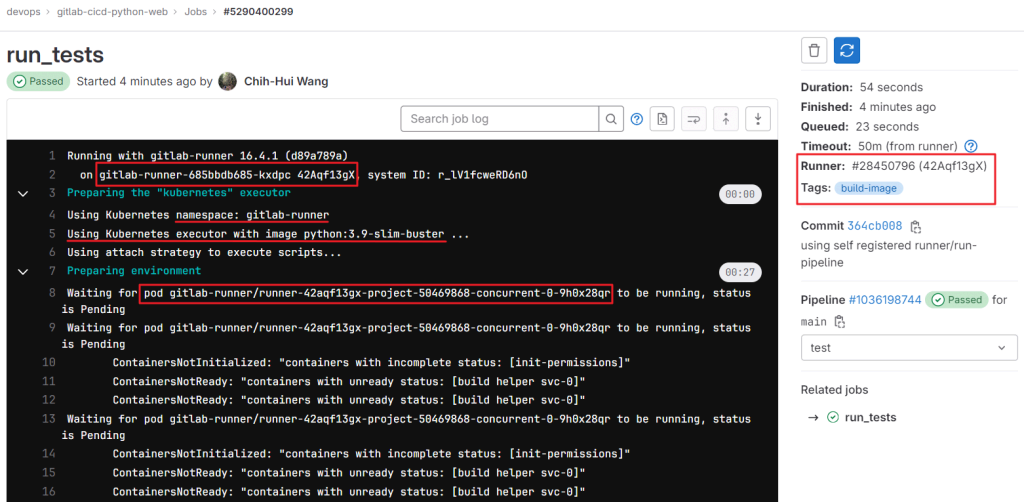 devops > gitlab-cicd-python-web > Jobs > #5290400299
run_tests
Passed Started 4 minutes ago by Chih-Hui Wang
Search job log
1 Running with gitlab-runner 16.4.1 (d89a789a)
2 on gitlab-runner-685bbdb685-kxdpc 42Aqf13gX, system ID: r_lV1fcweRD6nO
3 Preparing the "kubernetes" executor 00:00
4 Using Kubernetes namespace: gitlab-runner
5 Using Kubernetes executor with image python:3.9-slim-buster ...
6 Using attach strategy to execute scripts...
7 Preparing environment 00:27
8 Waiting for pod gitlab-runner/runner-42aqf13gx-project-50469868-concurrent-0-9h0x28qr to be running, status
is Pending
9 Waiting for pod gitlab-runner/runner-42aqf13gx-project-50469868-concurrent-0-9h0x28qr to be running, status
is Pending
10 ContainersNotInitialized: "containers with incomplete status: [init-permissions]"
11 ContainersNotReady: "containers with unready status: [build helper svc-0]"
12 ContainersNotReady: "containers with unready status: [build helper svc-0]"
13 Waiting for pod gitlab-runner/runner-42aqf13gx-project-50469868-concurrent-0-9h0x28qr to be running, status
is Pending
14 ContainersNotInitialized: "containers with incomplete status: [init-permissions]"
15 ContainersNotReady: "containers with unready status: [build helper svc-0]"
16 ContainersNotReady: "containers with unready status: [build helper svc-0]"
Duration: 54 seconds
Finished: 4 minutes ago
Queued: 23 seconds
Timeout: 50m (from runner)
Runner: #28450796 (42Aqf13gX)
Tags: build-image
Commit 364cb008
using self registered runner/run-
pipeline
Pipeline #1036198744 Passed for
main
test
Related jobs
→ run_tests